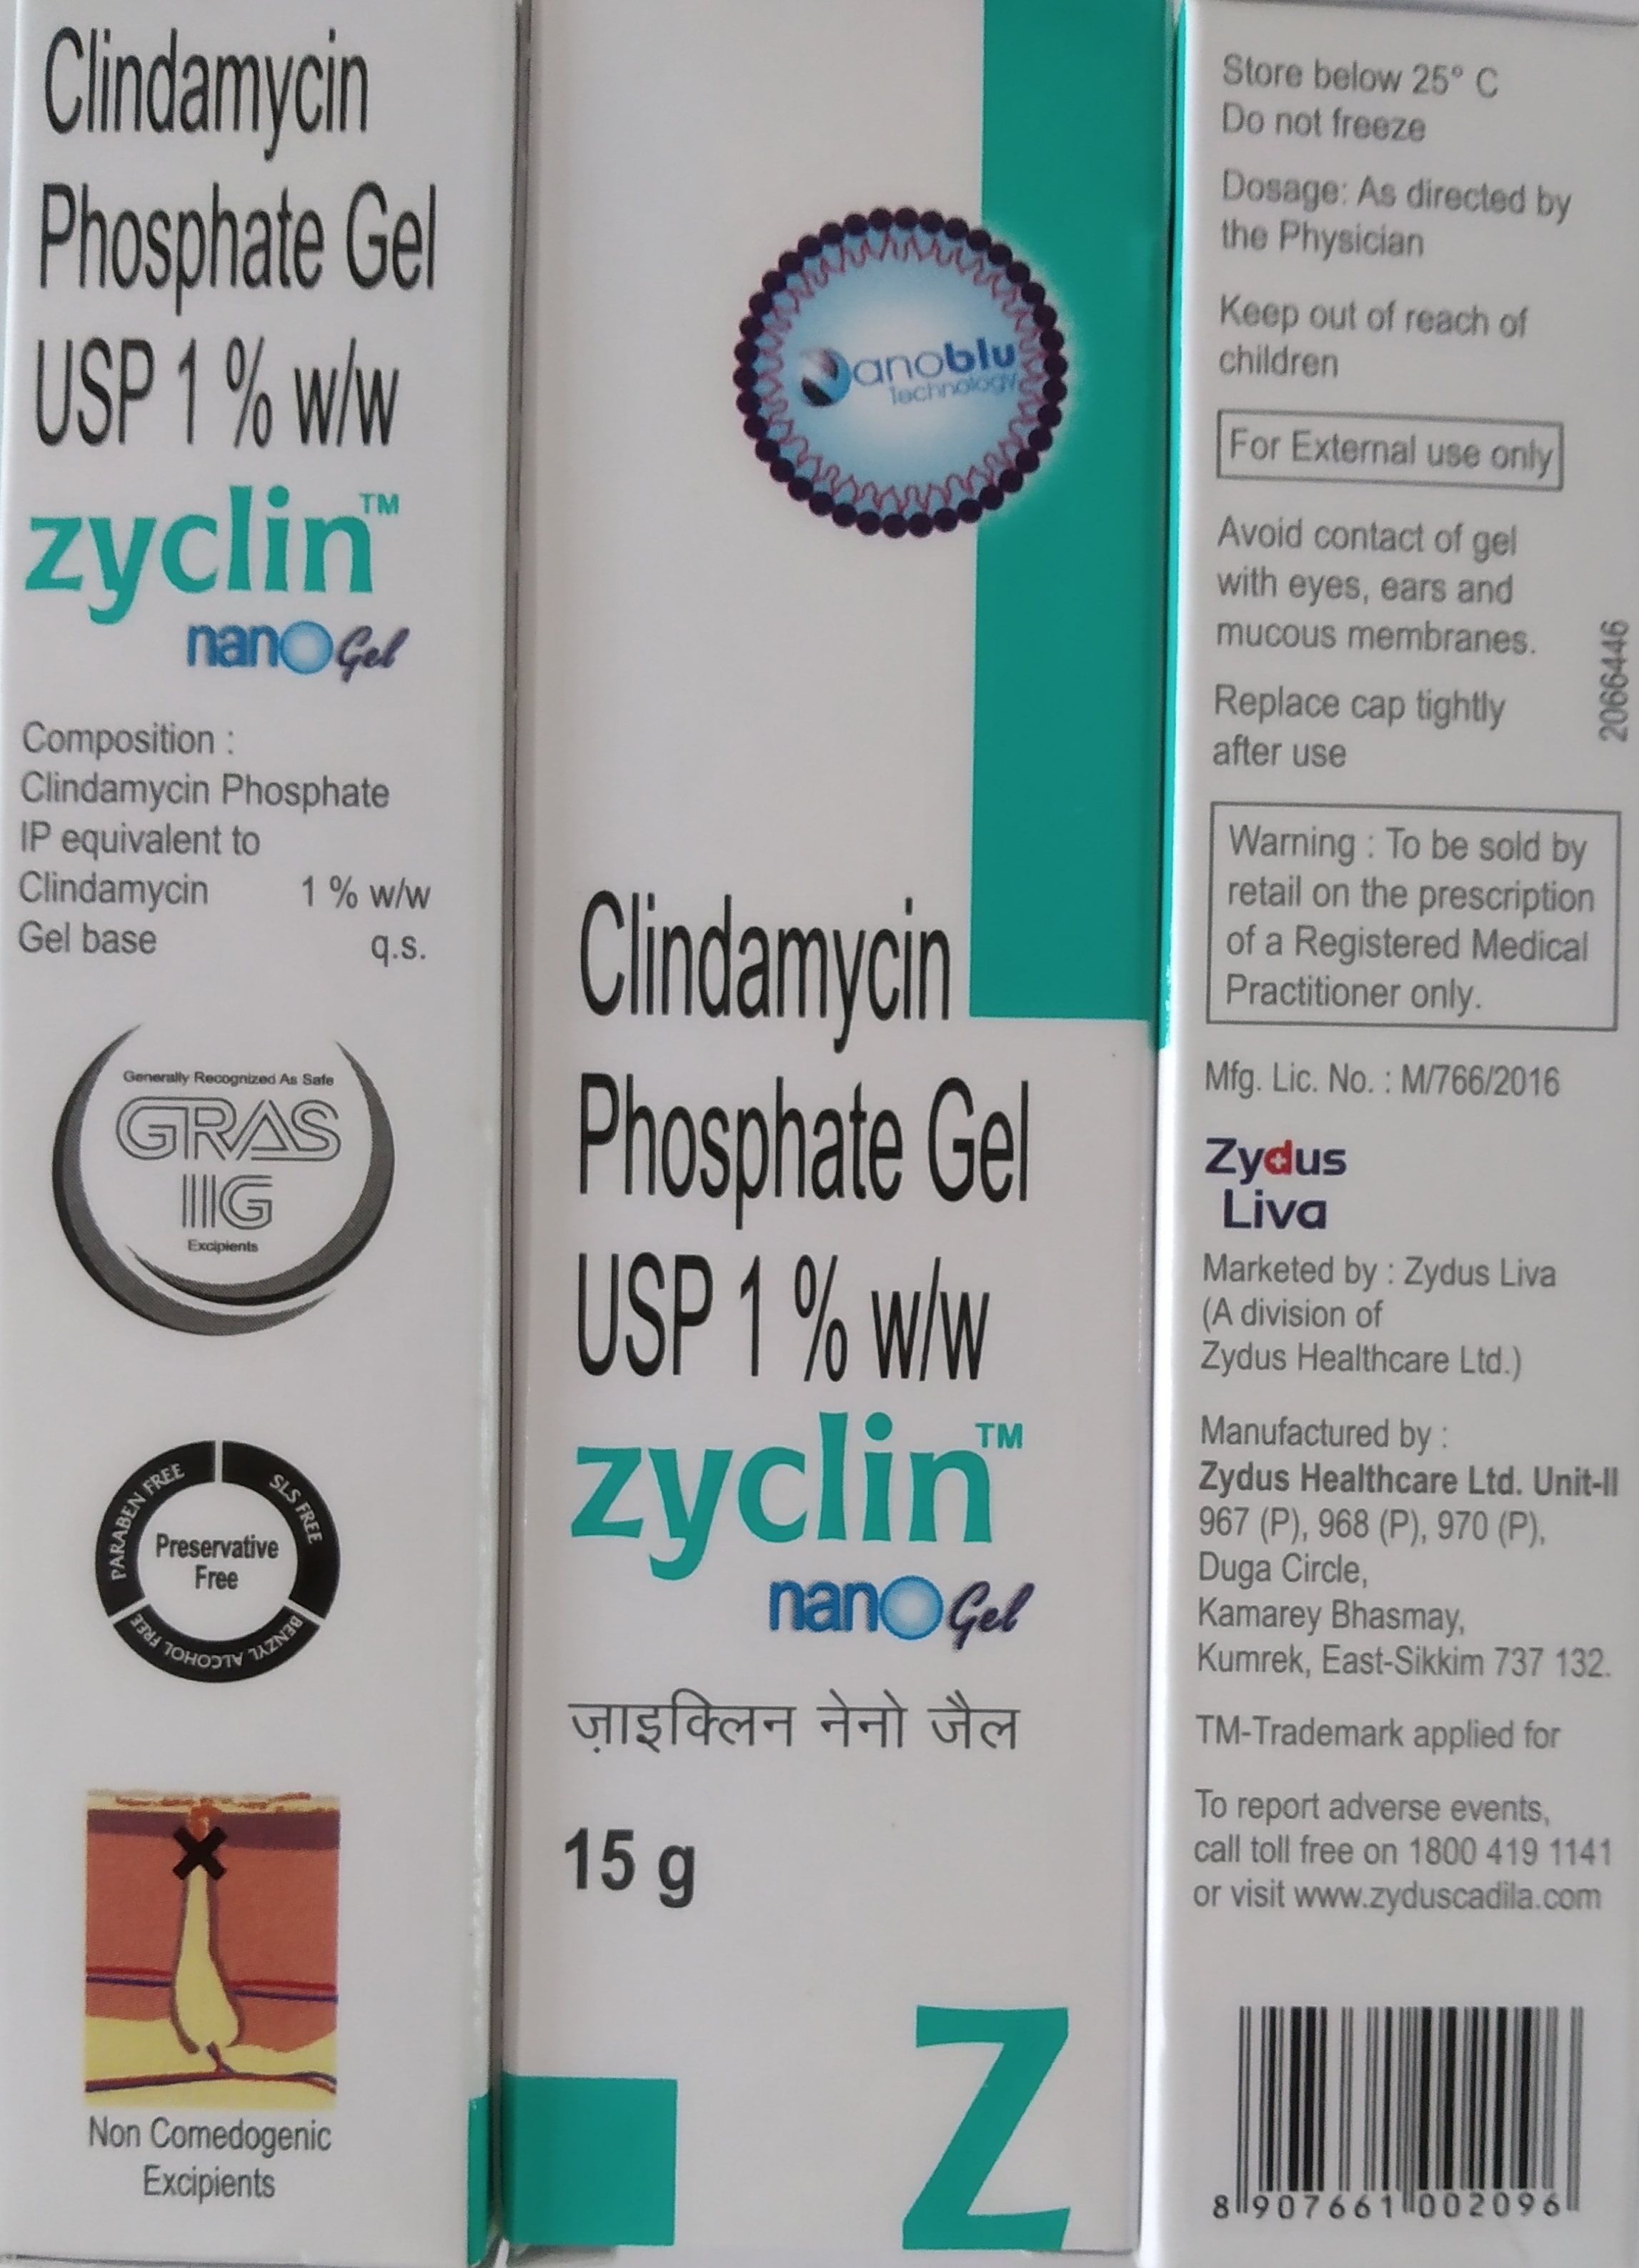 Clindamycin
Phosphate Gel
USP 1 % w/w
zyclin™
nanO Gel
Composition :
Clindamycin Phosphate
IP equivalent to
Clindamycin 1 % w/w
Gel base q.s.
Generally Recognized As Safe
GRAS
IIG
Excipients
PARABEN FREE
SLS FREE
BENZYL ALCOHOL FREE
Preservative
Free
Non Comedogenic
Excipients
Nanoblu
Technology
Clindamycin
Phosphate Gel
USP 1 % w/w
zyclin™
nanO Gel
ज़ाइक्लिन नेनो जैल
15 g
Z
Store below 25° C
Do not freeze
Dosage: As directed by
the Physician
Keep out of reach of
children
For External use only
Avoid contact of gel
with eyes, ears and
mucous membranes.
Replace cap tightly
after use
2066446
Warning : To be sold by
retail on the prescription
of a Registered Medical
Practitioner only.
Mfg. Lic. No. : M/766/2016
Zydus
Liva
Marketed by : Zydus Liva
(A division of
Zydus Healthcare Ltd.)
Manufactured by :
Zydus Healthcare Ltd. Unit-II
967 (P), 968 (P), 970 (P),
Duga Circle,
Kamarey Bhasmay,
Kumrek, East-Sikkim 737 132.
TM-Trademark applied for
To report adverse events,
call toll free on 1800 419 1141
or visit www.zyduscadila.com
8 907661 002096